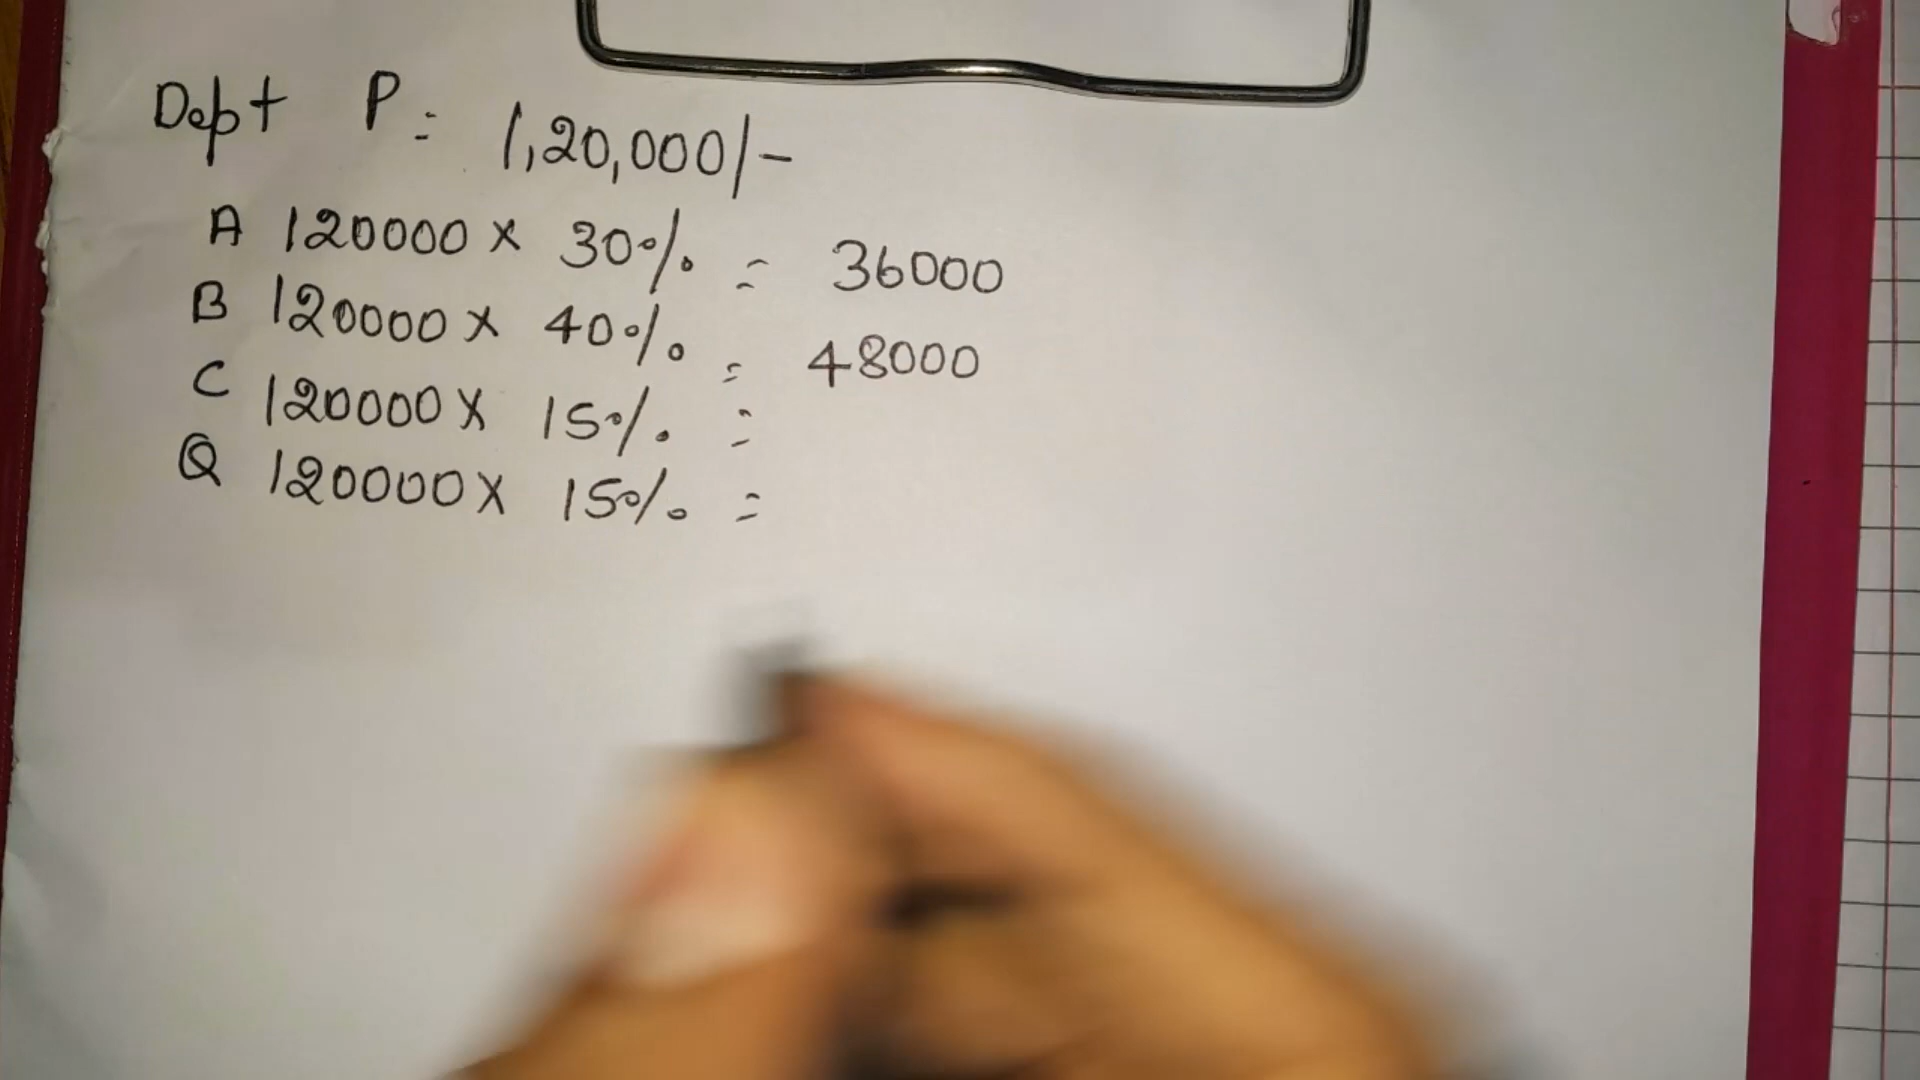 Dept P = 1,20,000/-
A 120000 x 30% = 36000
B 120000 x 40% = 48000
C 120000 x 15% =
Q 120000 x 15% =